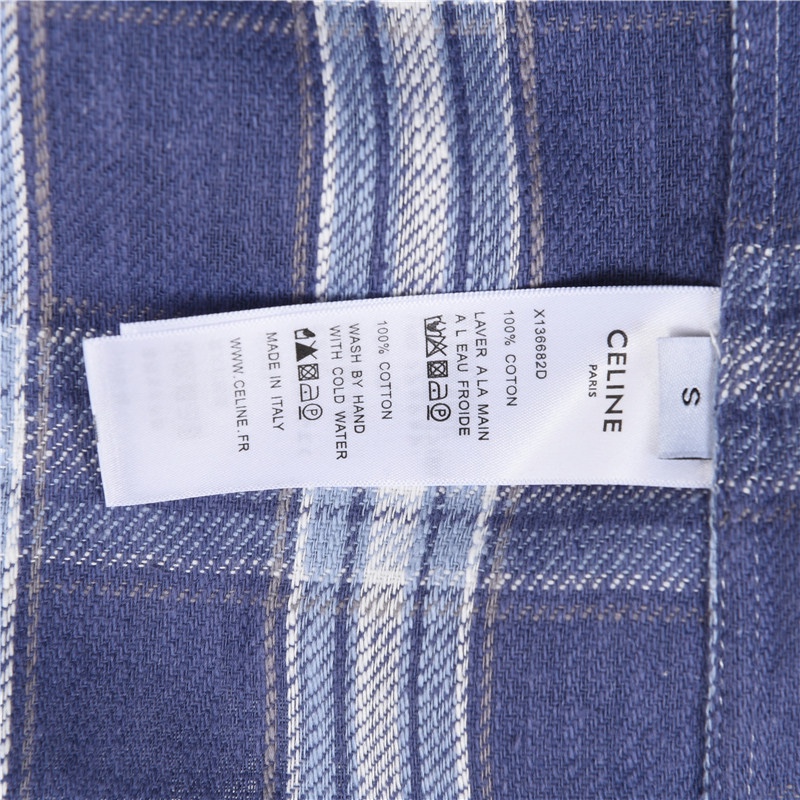 S
CELINE
PARIS
X136682D
100% COTON
LAVER A LA MAIN
A L EAU FROIDE
100% COTTON
WASH BY HAND
WITH COLD WATER
MADE IN ITALY
WWW.CELINE.FR